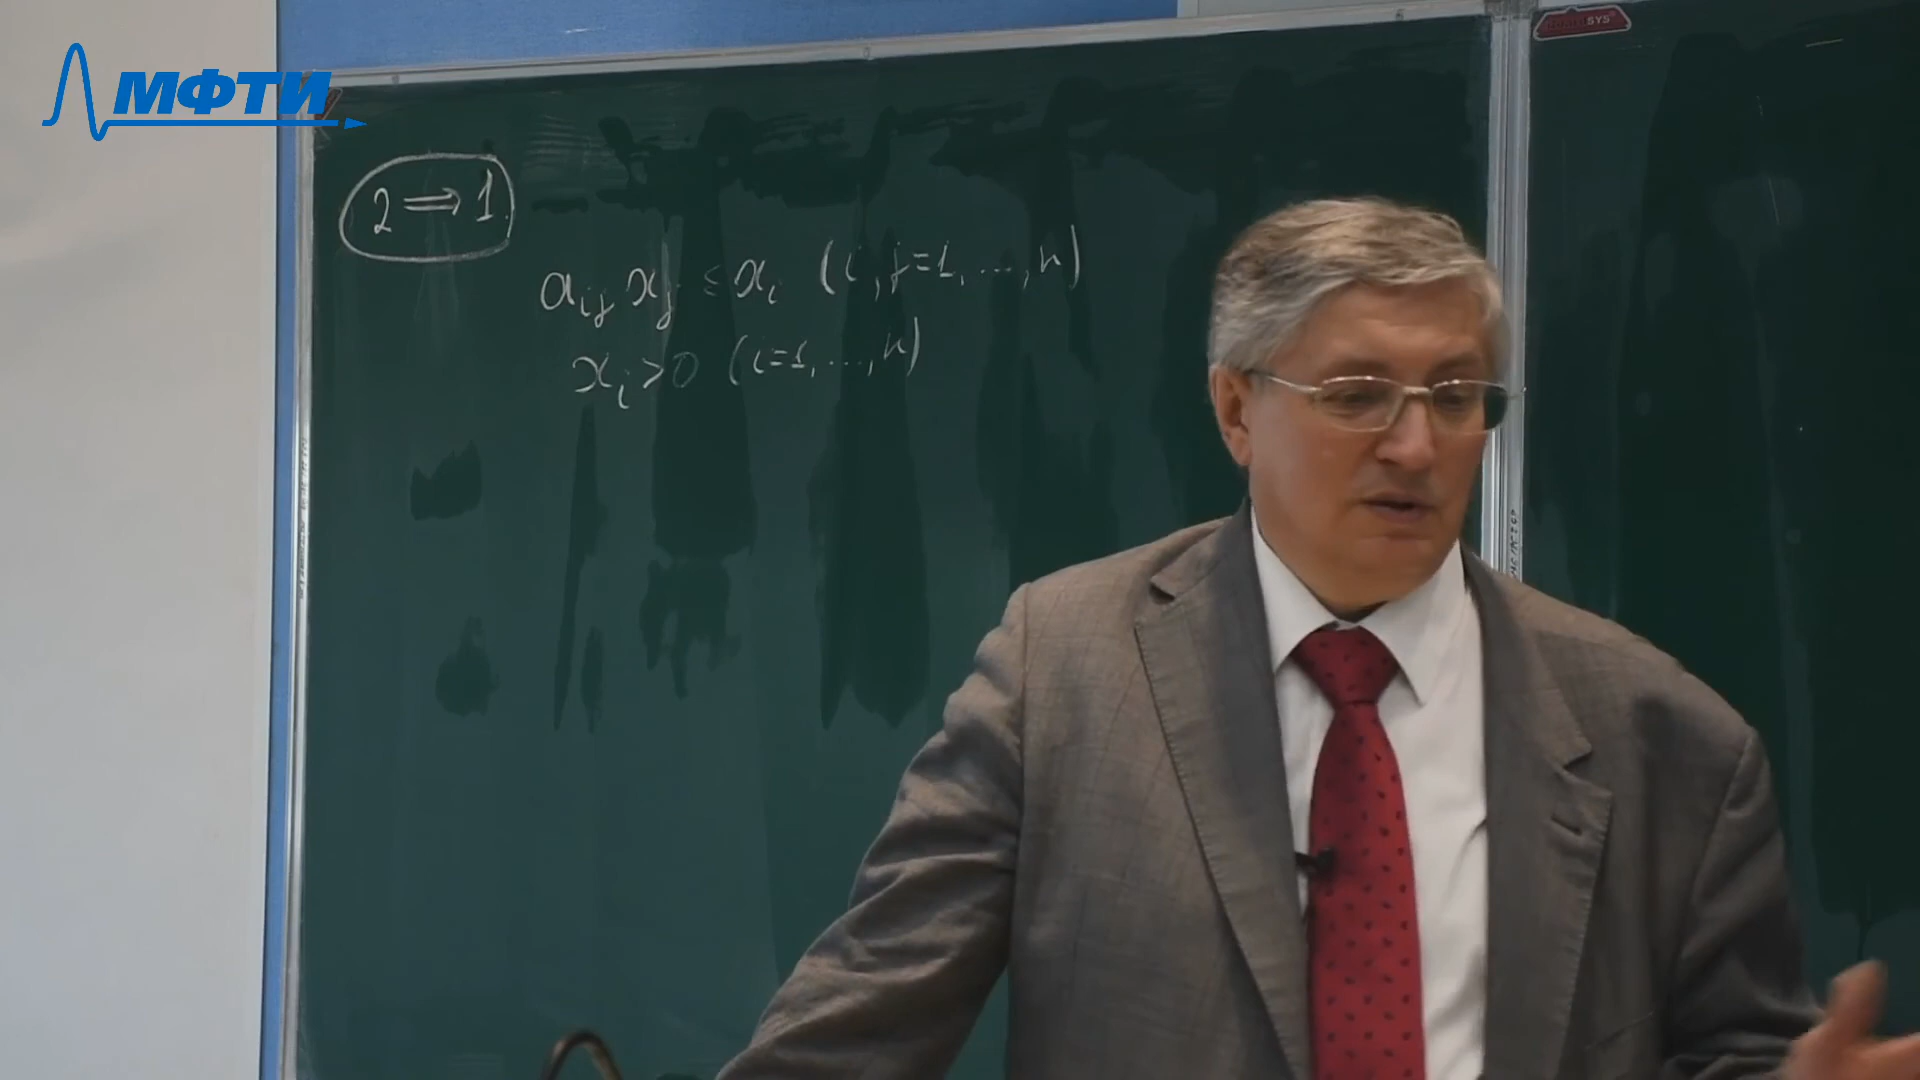 МФТИ
2 ⟹ 1
a_{ij} x_j ≤ x_i (i, j=1, ..., n)
x_i > 0 (i=1, ..., n)